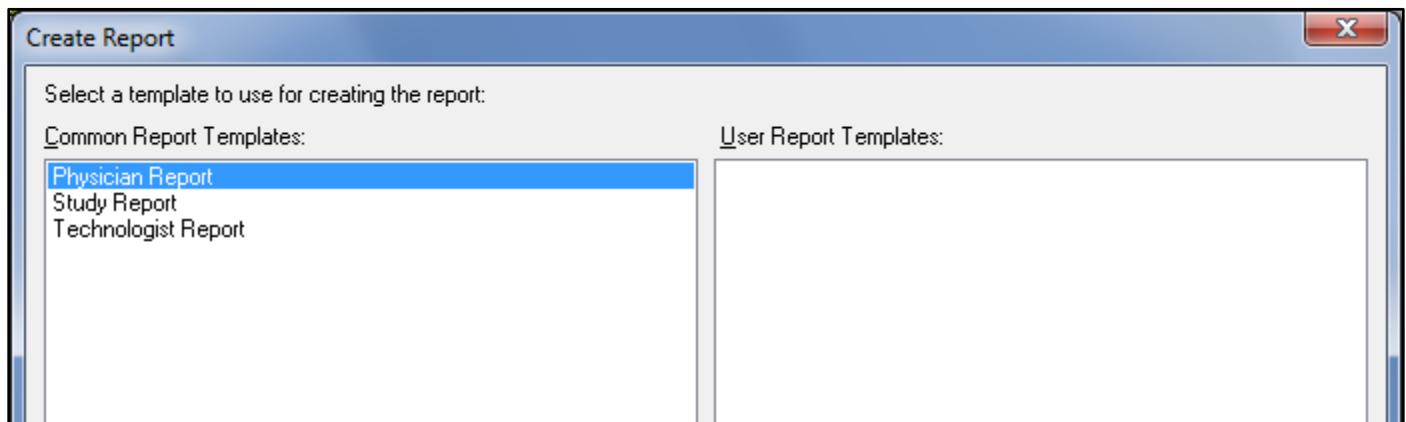 Create Report
Select a template to use for creating the report:
Common Report Templates:
User Report Templates:
Physician Report
Study Report
Technologist Report